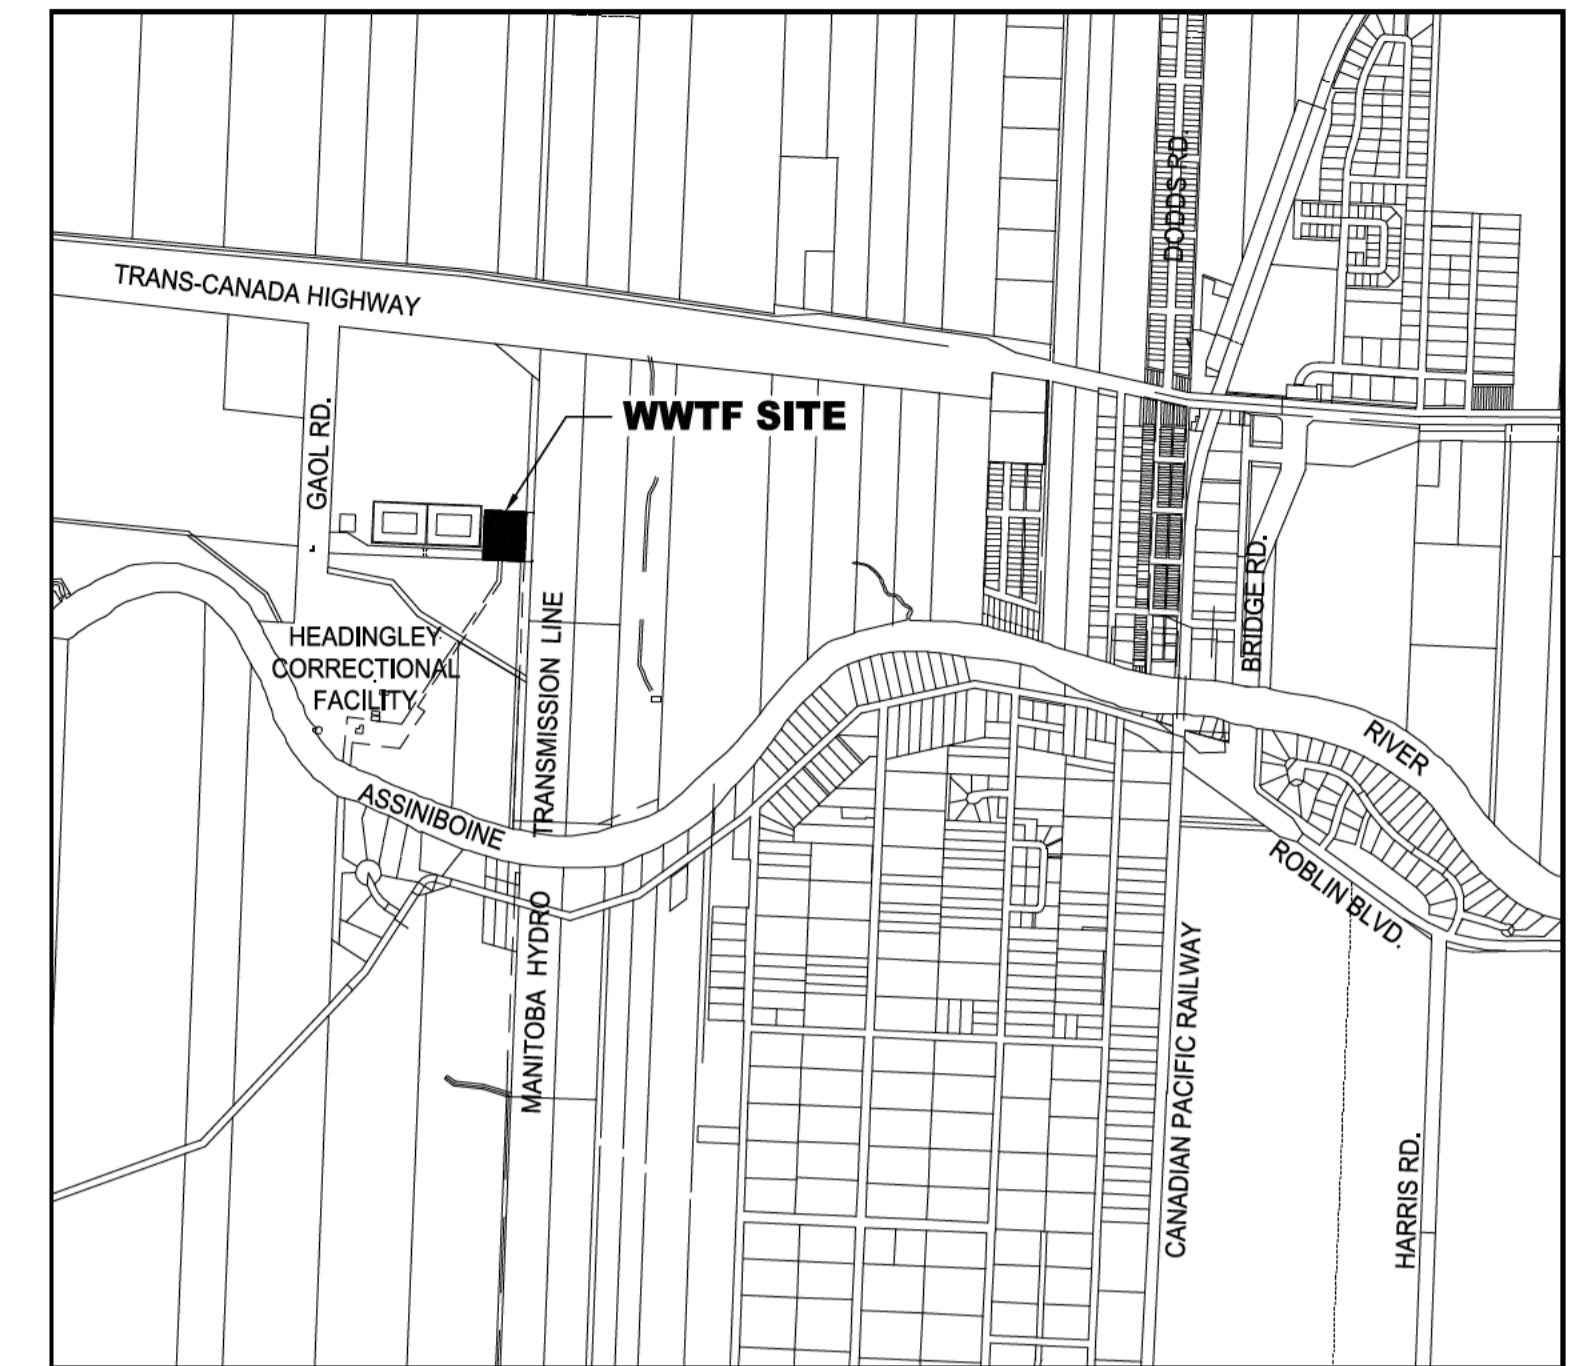 DODDS RD.
TRANS-CANADA HIGHWAY
WWTF SITE
GAOL RD.
BRIDGE RD.
HEADINGLEY
CORRECTIONAL
FACILITY
MANITOBA HYDRO TRANSMISSION LINE
ASSINIBOINE
RIVER
ROBLIN BLVD.
CANADIAN PACIFIC RAILWAY
HARRIS RD.